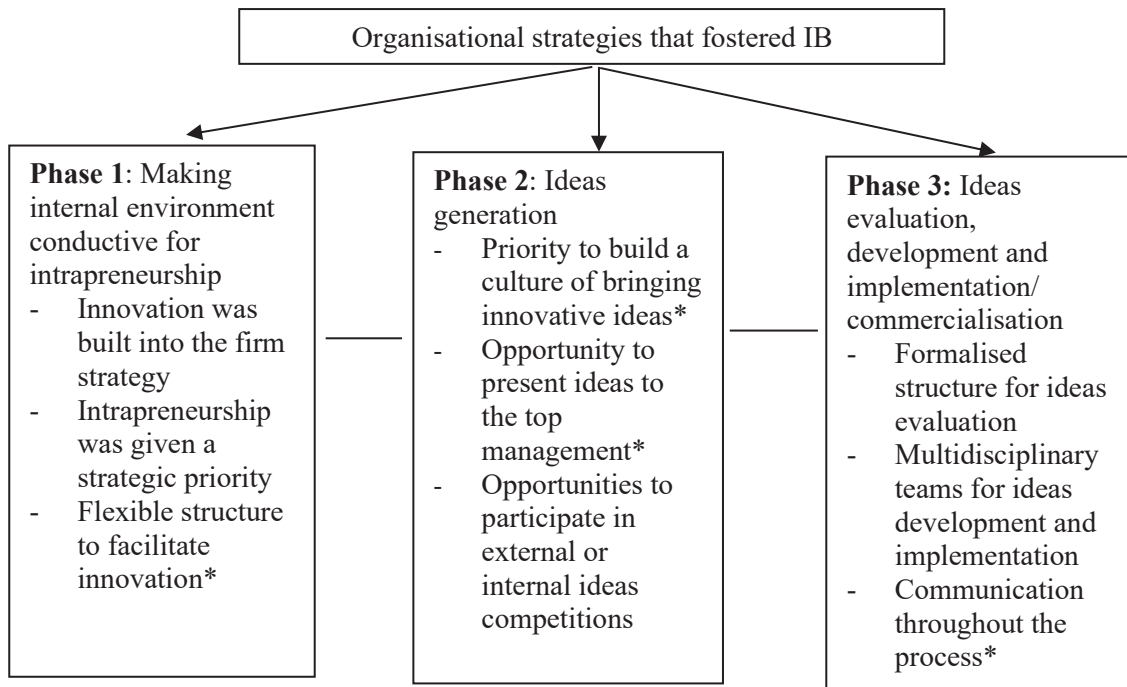 Organisational strategies that fostered IB
Phase 1: Making
internal environment
conductive for
intrapreneurship
- Innovation was
built into the firm
strategy
- Intrapreneurship
was given a
strategic priority
- Flexible structure
to facilitate
innovation*
Phase 2: Ideas
generation
- Priority to build a
culture of bringing
innovative ideas*
- Opportunity to
present ideas to
the top
management*
- Opportunities to
participate in
external or
internal ideas
competitions
Phase 3: Ideas
evaluation,
development and
implementation/
commercialisation
- Formalised
structure for ideas
evaluation
- Multidisciplinary
teams for ideas
development and
implementation
- Communication
throughout the
process*